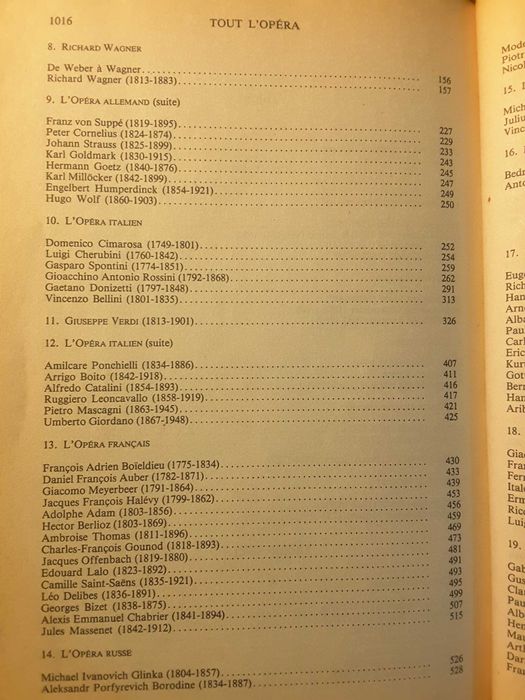 1016 TOUT L'OPÉRA
8. RICHARD WAGNER
De Weber à Wagner 156
Richard Wagner (1813-1883) 157
9. L'OPÉRA ALLEMAND (suite)
Franz von Suppé (1819-1895) 227
Peter Cornelius (1824-1874) 229
Johann Strauss (1825-1899) 233
Karl Goldmark (1830-1915) 243
Hermann Goetz (1840-1876) 245
Karl Millöcker (1842-1899) 247
Engelbert Humperdinck (1854-1921) 249
Hugo Wolf (1860-1903) 250
10. L'OPÉRA ITALIEN
Domenico Cimarosa (1749-1801) 252
Luigi Cherubini (1760-1842) 254
Gasparo Spontini (1774-1851) 259
Gioacchino Antonio Rossini (1792-1868) 262
Gaetano Donizetti (1797-1848) 291
Vincenzo Bellini (1801-1835) 313
11. GIUSEPPE VERDI (1813-1901) 326
12. L'OPÉRA ITALIEN (suite)
Amilcare Ponchielli (1834-1886) 407
Arrigo Boito (1842-1918) 411
Alfredo Catalini (1854-1893) 416
Ruggiero Leoncavallo (1858-1919) 417
Pietro Mascagni (1863-1945) 421
Umberto Giordano (1867-1948) 425
13. L'OPÉRA FRANÇAIS
François Adrien Boïeldieu (1775-1834) 430
Daniel François Auber (1782-1871) 433
Giacomo Meyerbeer (1791-1864) 439
Jacques François Halévy (1799-1862) 453
Adolphe Adam (1803-1856) 456
Hector Berlioz (1803-1869) 459
Ambroise Thomas (1811-1896) 469
Charles-François Gounod (1818-1893) 473
Jacques Offenbach (1819-1880) 481
Edouard Lalo (1823-1892) 491
Camille Saint-Saëns (1835-1921) 493
Léo Delibes (1836-1891) 495
Georges Bizet (1838-1875) 499
Alexis Emmanuel Chabrier (1841-1894) 507
Jules Massenet (1842-1912) 515
14. L'OPÉRA RUSSE
Michael Ivanovich Glinka (1804-1857) 526
Aleksandr Porfyrevich Borodine (1834-1887) 528
15.
16.
17.
18.
19.